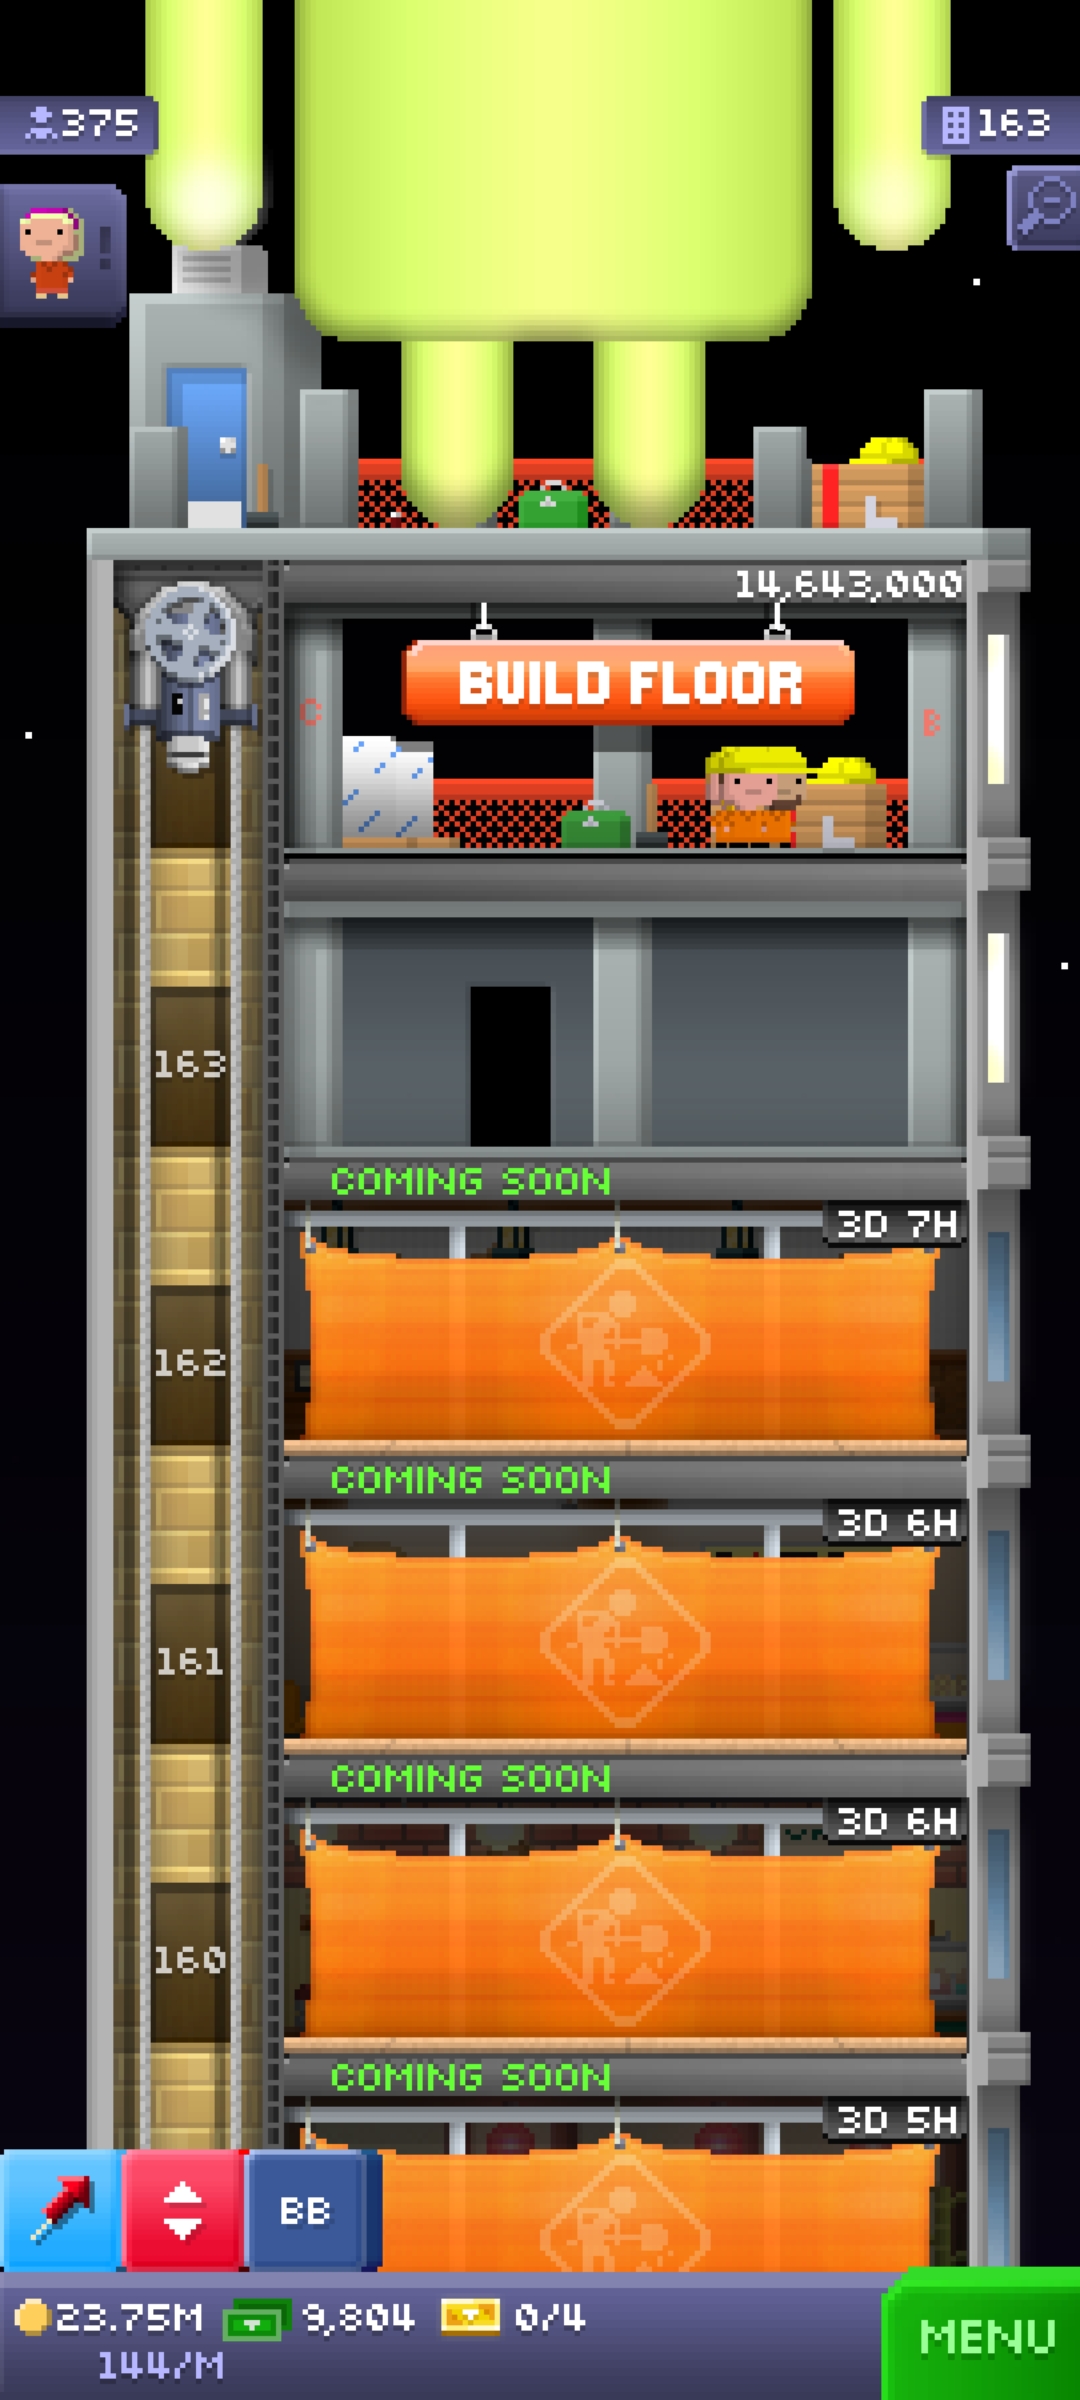 375
163
!
14,643,000
BUILD FLOOR
C
B
163
COMING SOON
3D 7H
162
COMING SOON
3D 6H
161
COMING SOON
3D 6H
160
COMING SOON
3D 5H
BB
23.75M 9,804 0/4
144/M
MENU